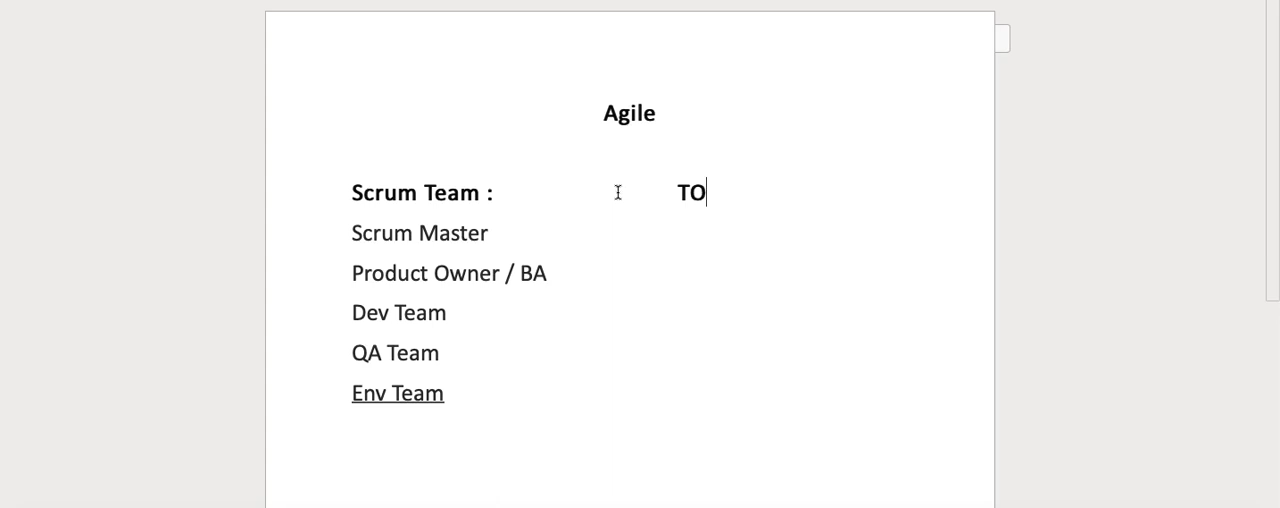 Agile
Scrum Team : TO
Scrum Master
Product Owner / BA
Dev Team
QA Team
Env Team